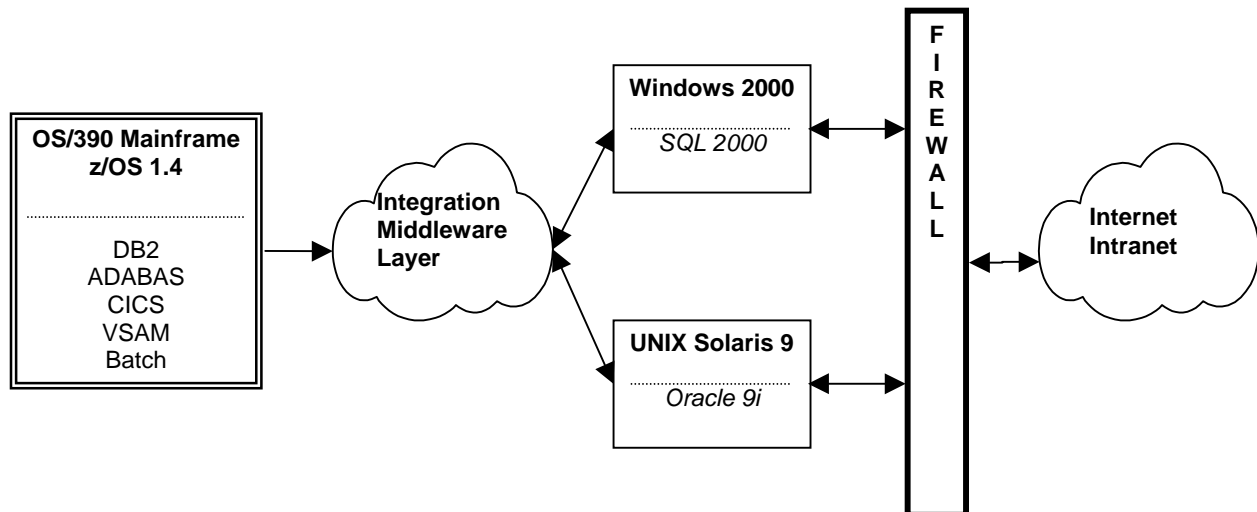 OS/390 Mainframe
z/OS 1.4
DB2
ADABAS
CICS
VSAM
Batch
Integration
Middleware
Layer
Windows 2000
SQL 2000
UNIX Solaris 9
Oracle 9i
F
I
R
E
W
A
L
L
Internet
Intranet